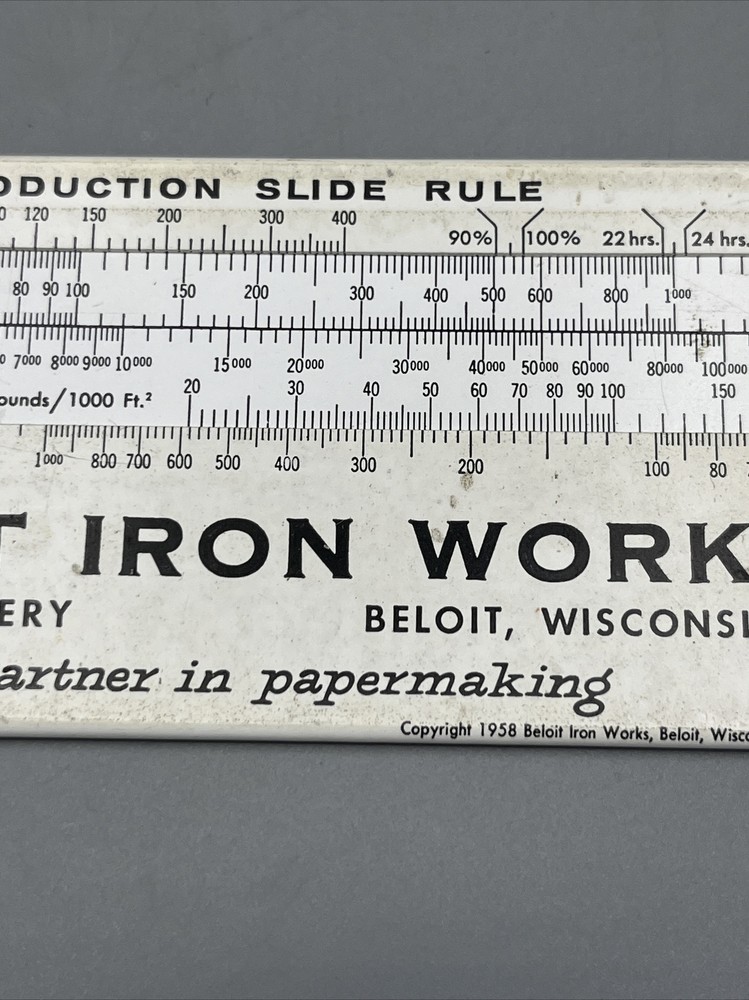 ODUCTION SLIDE RULE
0 120 150 200 300 400 90% 100% 22 hrs. 24 hrs.
80 90 100 150 200 300 400 500 600 800 1000
0 7000 8000 9000 10000 15000 20000 30000 40000 50000 60000 80000 100000
ounds/1000 Ft.² 20 30 40 50 60 70 80 90 100 150
1000 800 700 600 500 400 300 200 100 80
T IRON WORK
ERY BELOIT, WISCONSI
artner in papermaking
Copyright 1958 Beloit Iron Works, Beloit, Wisco